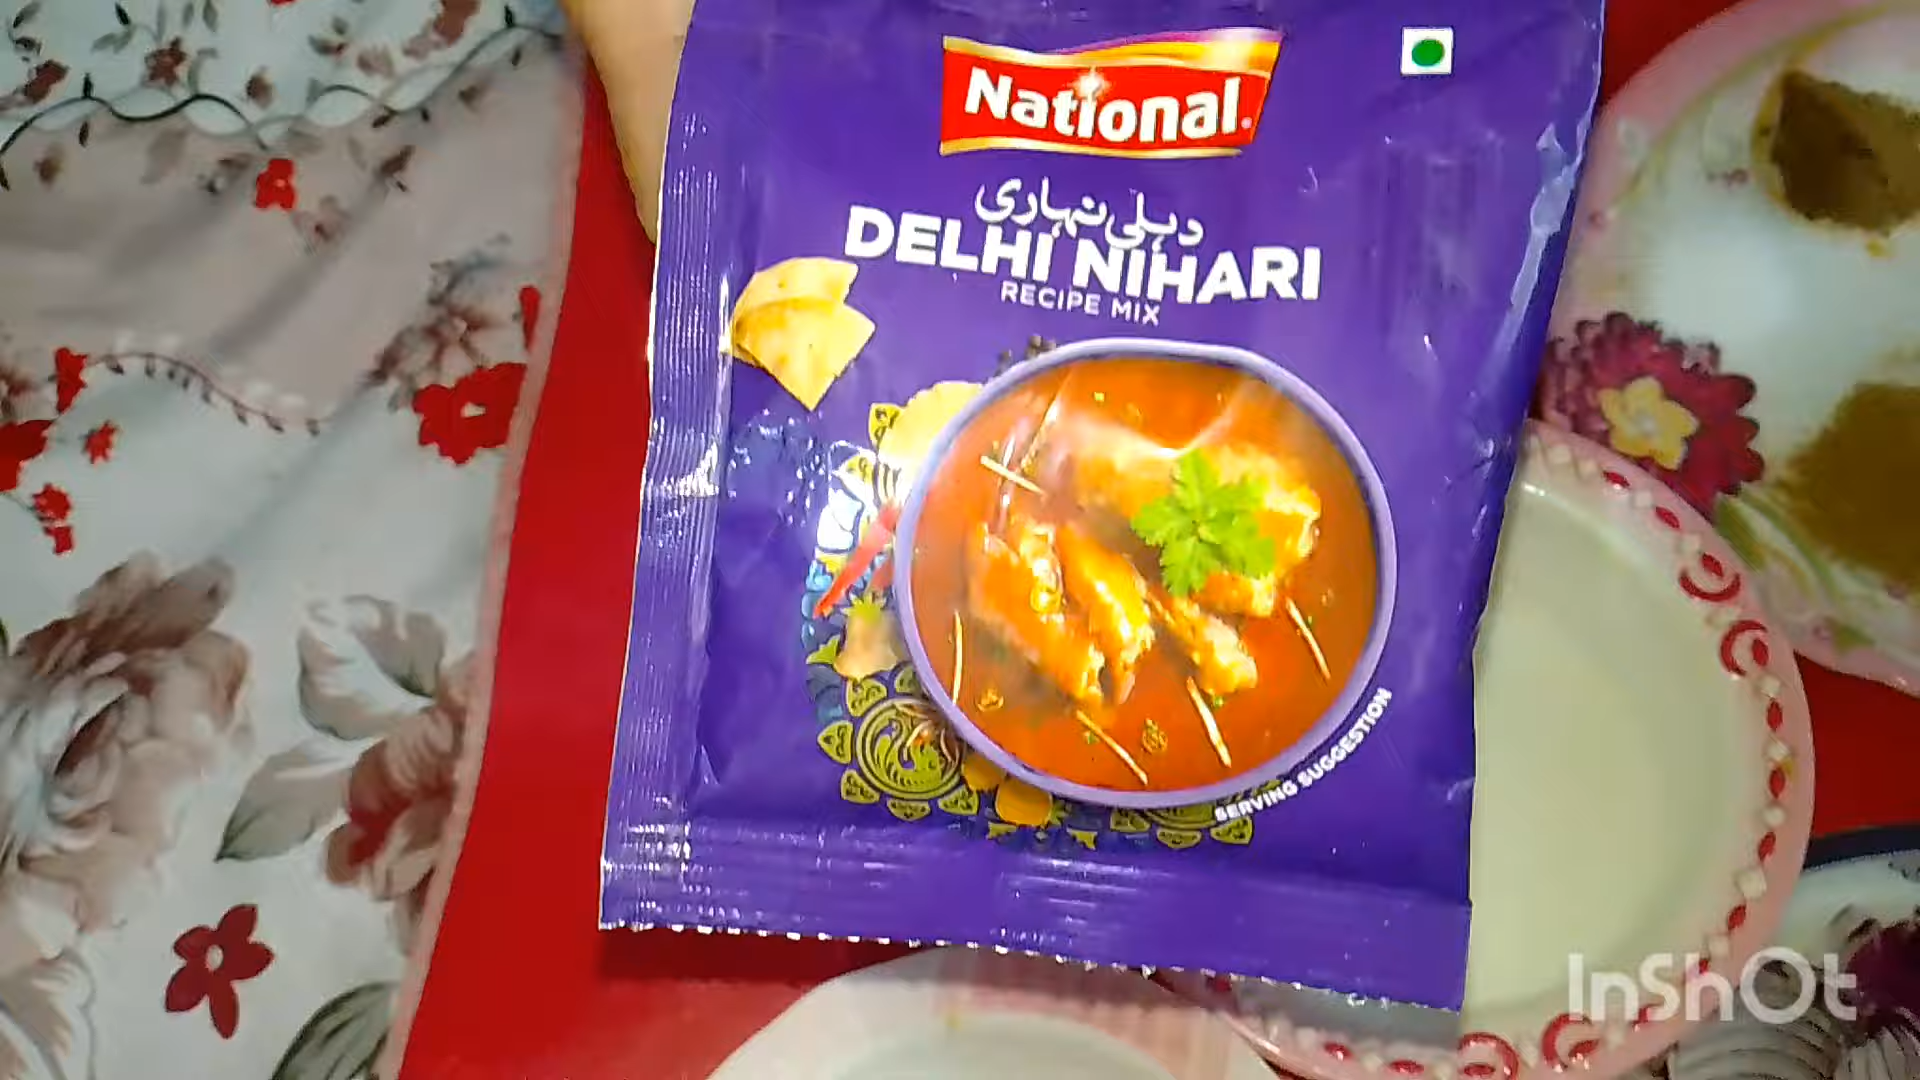 National
دہلی نہاری
DELHI NIHARI
RECIPE MIX
SERVING SUGGESTION
InShOt